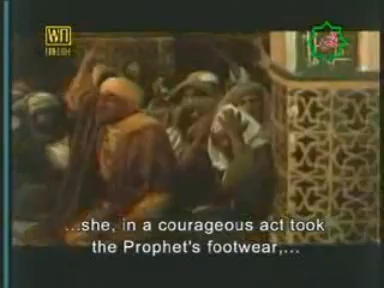 ...she, in a courageous act took
the Prophet's footwear,...